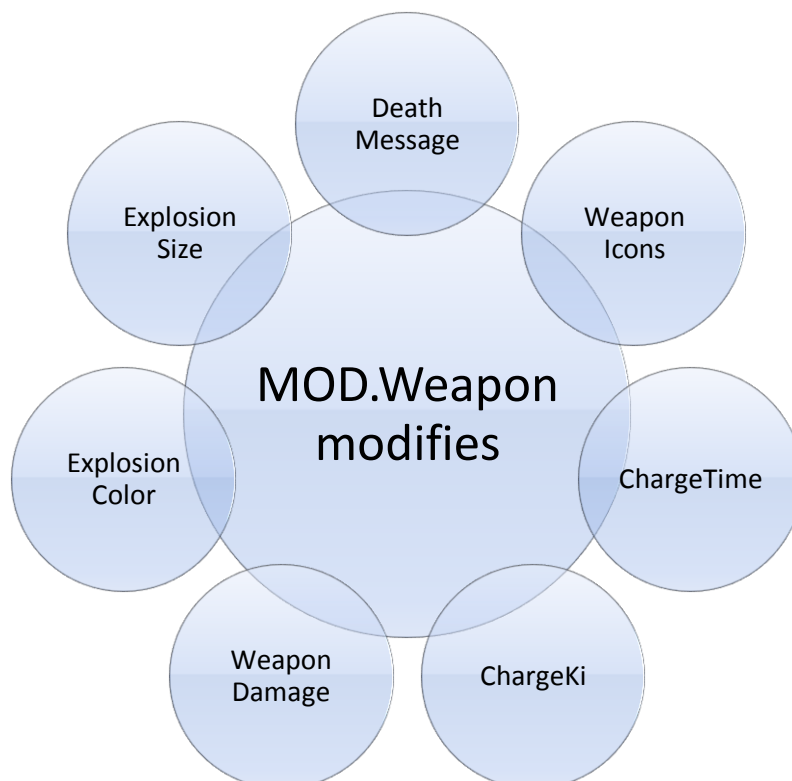 Death
Message
Explosion
Size
Weapon
Icons
MOD.Weapon
modifies
Explosion
Color
ChargeTime
Weapon
Damage
ChargeKi